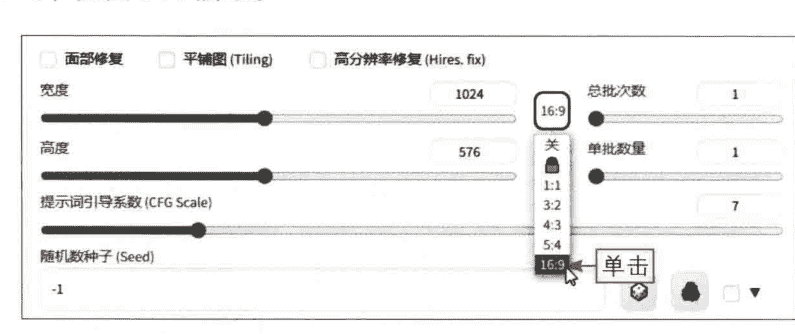 面部修复 平铺图 (Tiling) 高分辨率修复 (Hires. fix)
宽度 1024 16:9 总批次数 1
高度 576 关 单批数量 1
1:1
3:2
提示词引导系数 (CFG Scale) 7
4:3
5:4
16:9 单击
随机数种子 (Seed)
-1